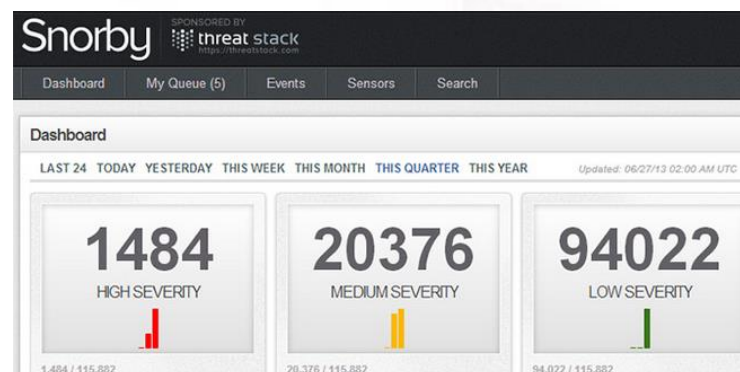 Snorby
SPONSORED BY
threat stack
https://threatstack.com
Dashboard My Queue (5) Events Sensors Search
Dashboard
LAST 24 TODAY YESTERDAY THIS WEEK THIS MONTH THIS QUARTER THIS YEAR Updated: 06/27/13 02:00 AM UTC
1484 20376 94022
HIGH SEVERITY MEDIUM SEVERITY LOW SEVERITY
1,484 / 115,882 20,376 / 115,882 94,022 / 115,882